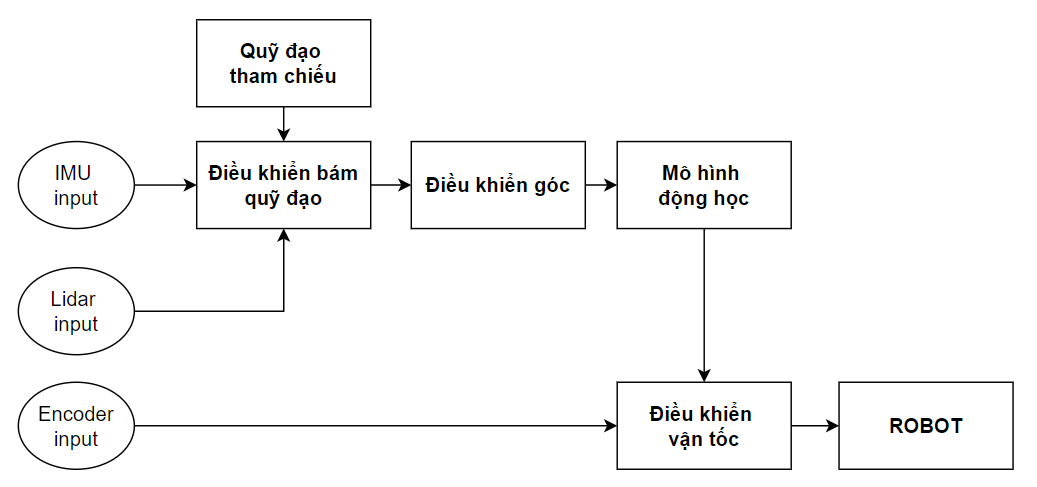 Quỹ đạo
tham chiếu
IMU
input
Điều khiển bám
quỹ đạo
Điều khiển góc
Mô hình
động học
Lidar
input
Encoder
input
Điều khiển
vận tốc
ROBOT